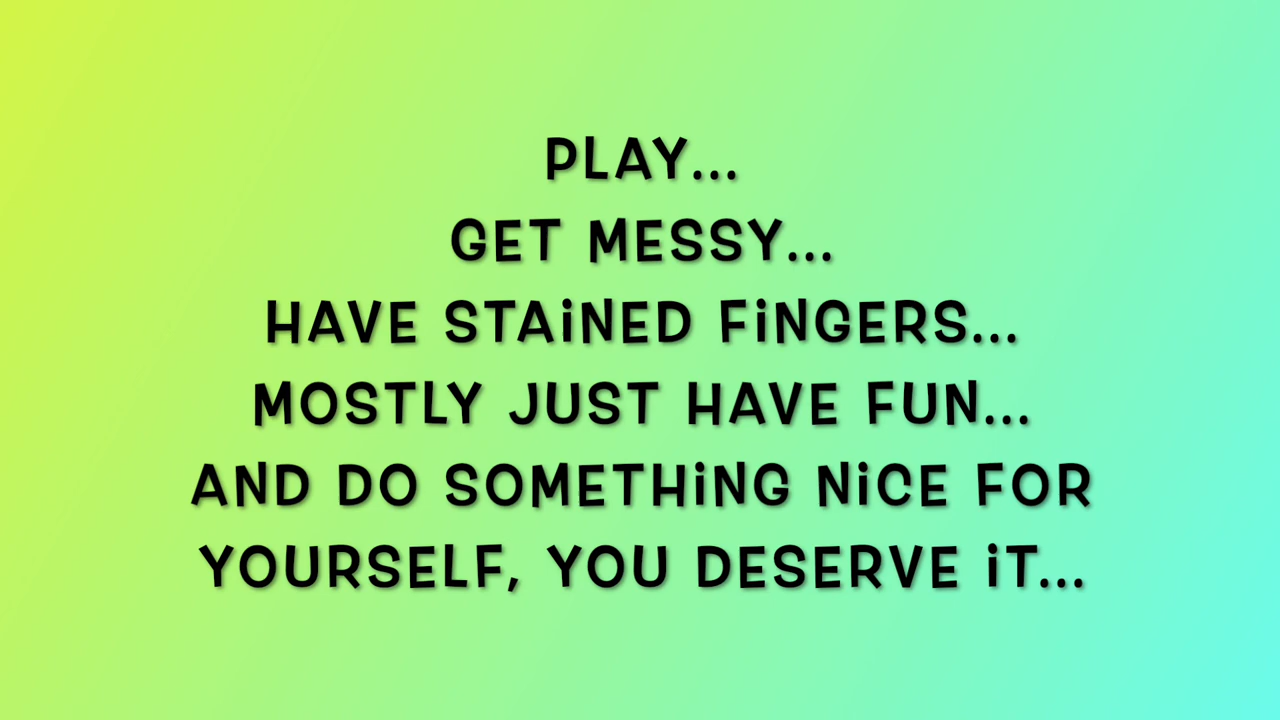 PLAY...
GET MESSY...
HAVE STAiNED FiNGERS...
MOSTLY JUST HAVE FUN...
AND DO SOMETHiNG NiCE FOR
YOURSELF, YOU DESERVE iT...